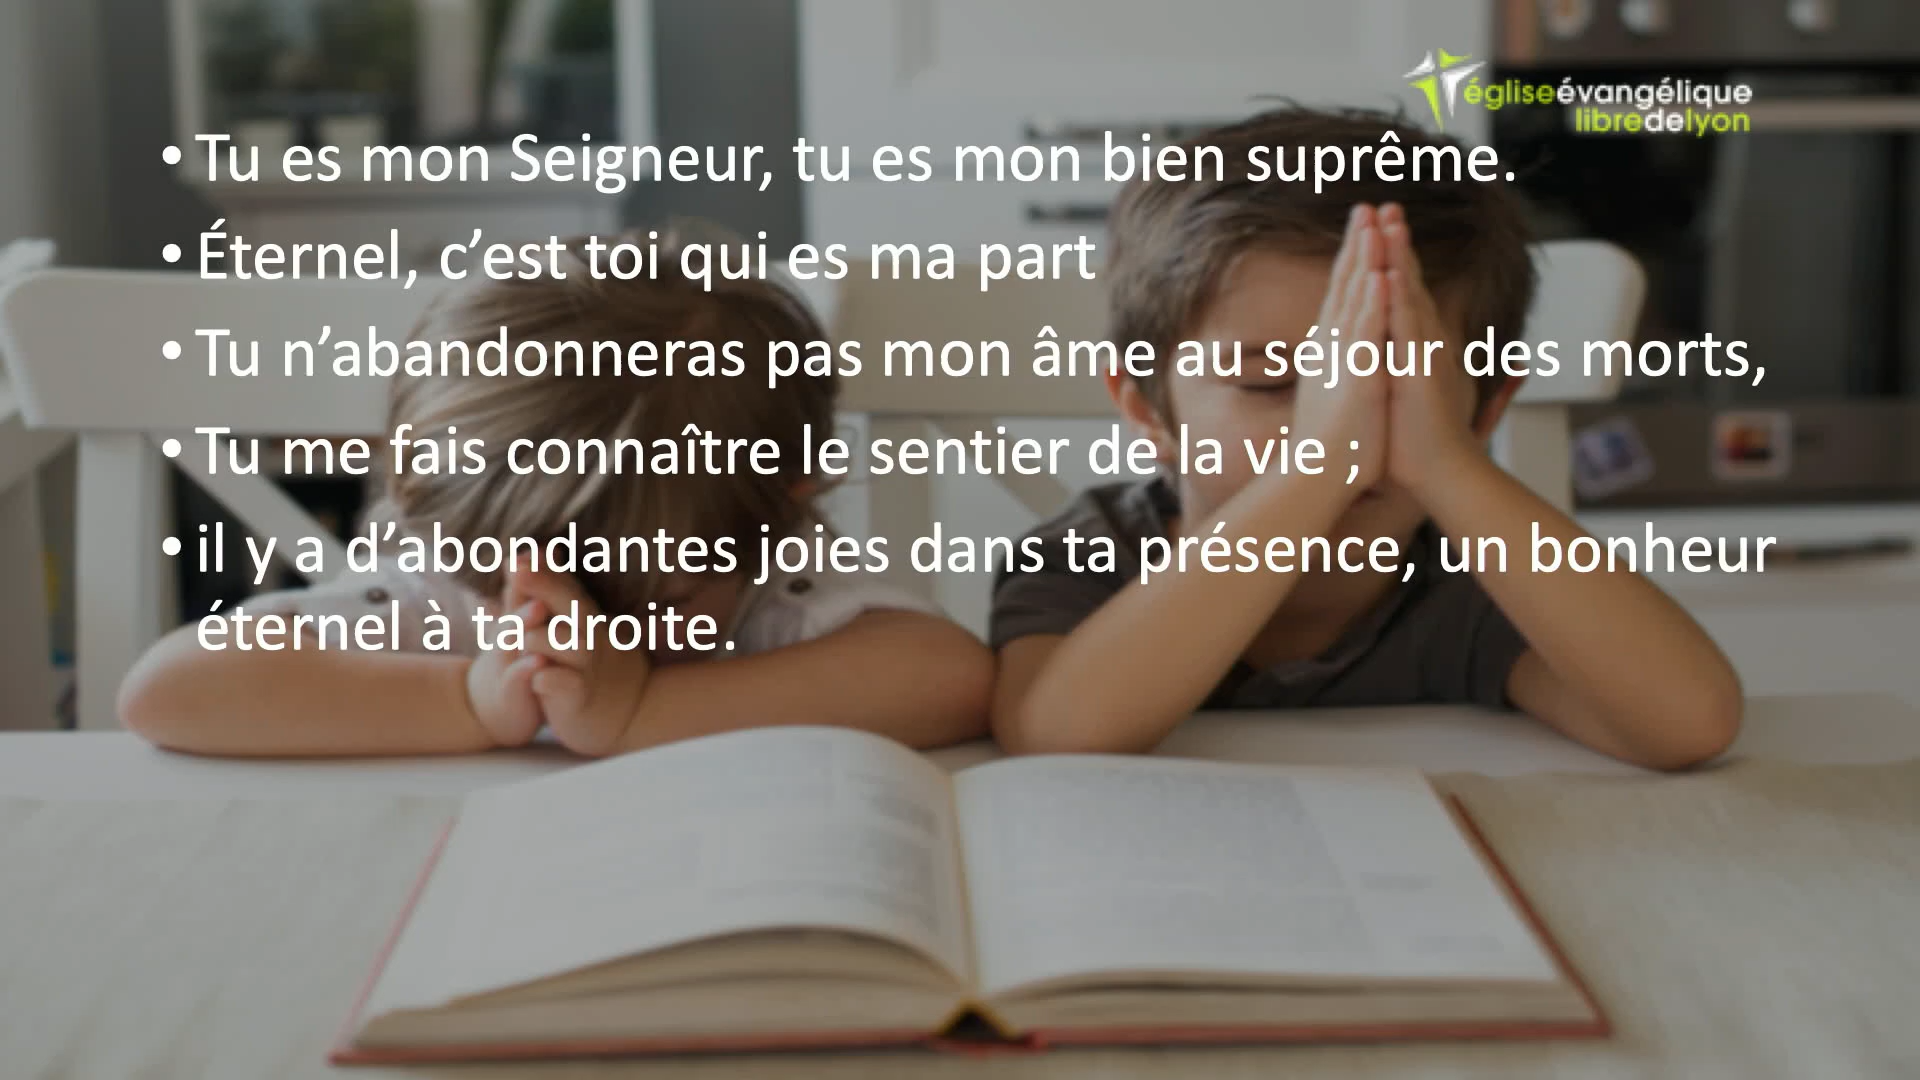 égliseévangélique
libredelyon
• Tu es mon Seigneur, tu es mon bien suprême.
• Éternel, c’est toi qui es ma part
• Tu n’abandonneras pas mon âme au séjour des morts,
• Tu me fais connaître le sentier de la vie ;
• il y a d’abondantes joies dans ta présence, un bonheur
éternel à ta droite.